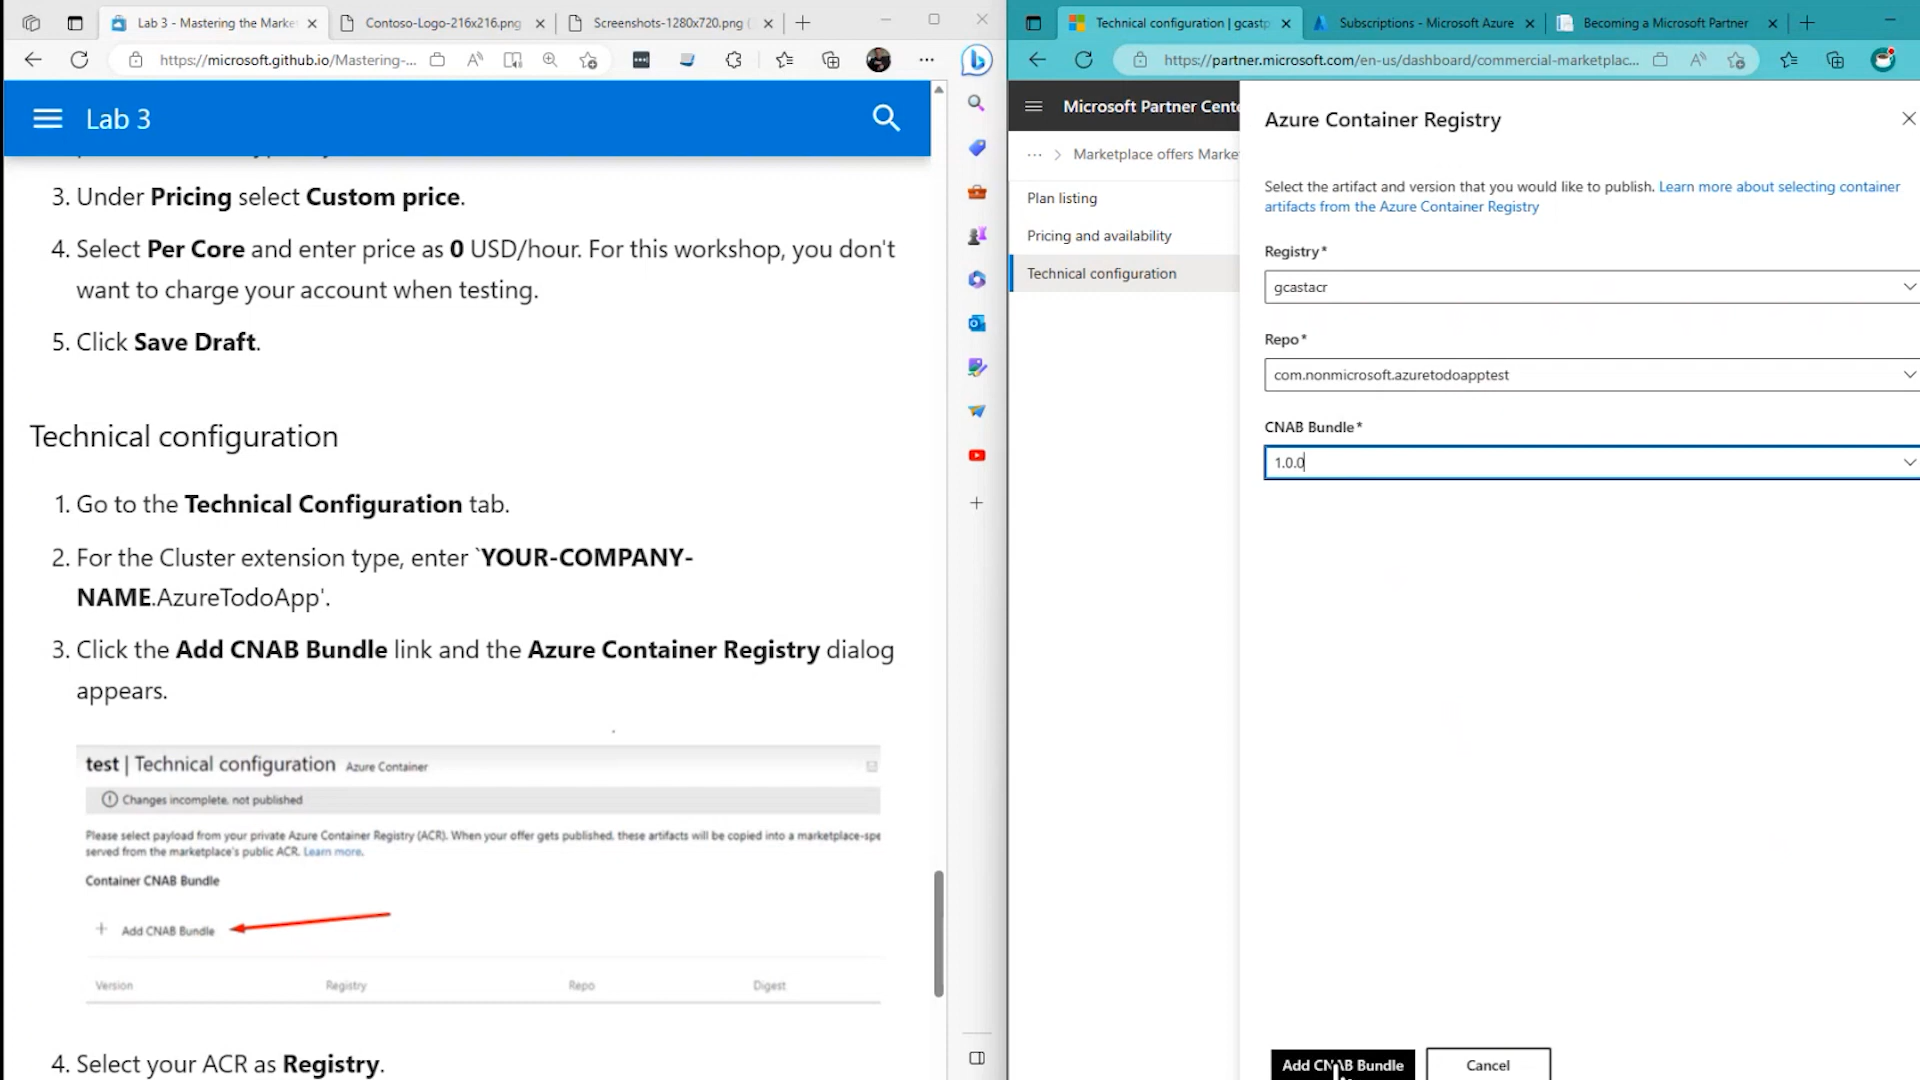 Lab 3 - Mastering the Marke
Contoso-Logo-216x216.png
Screenshots-1280x720.png (
https://microsoft.github.io/Mastering-...
Lab 3
3. Under Pricing select Custom price.
4. Select Per Core and enter price as 0 USD/hour. For this workshop, you don't
want to charge your account when testing.
5. Click Save Draft.
Technical configuration
1. Go to the Technical Configuration tab.
2. For the Cluster extension type, enter `YOUR-COMPANY-
NAME.AzureTodoApp'.
3. Click the Add CNAB Bundle link and the Azure Container Registry dialog
appears.
test | Technical configuration Azure Container
Changes incomplete, not published
Please select payload from your private Azure Container Registry (ACR). When your offer gets published, these artifacts will be copied into a marketplace-spe
served from the marketplace's public ACR. Learn more.
Container CNAB Bundle
+ Add CNAB Bundle
Version Registry Repo Digest
4. Select your ACR as Registry.
Technical configuration | gcastp
Subscriptions - Microsoft Azure
Becoming a Microsoft Partner
https://partner.microsoft.com/en-us/dashboard/commercial-marketplac...
Microsoft Partner Cente
... > Marketplace offers Marke
Plan listing
Pricing and availability
Technical configuration
Azure Container Registry
Select the artifact and version that you would like to publish. Learn more about selecting container
artifacts from the Azure Container Registry
Registry*
gcastacr
Repo*
com.nonmicrosoft.azuretodoapptest
CNAB Bundle*
1.0.0
Add CNAB Bundle
Cancel